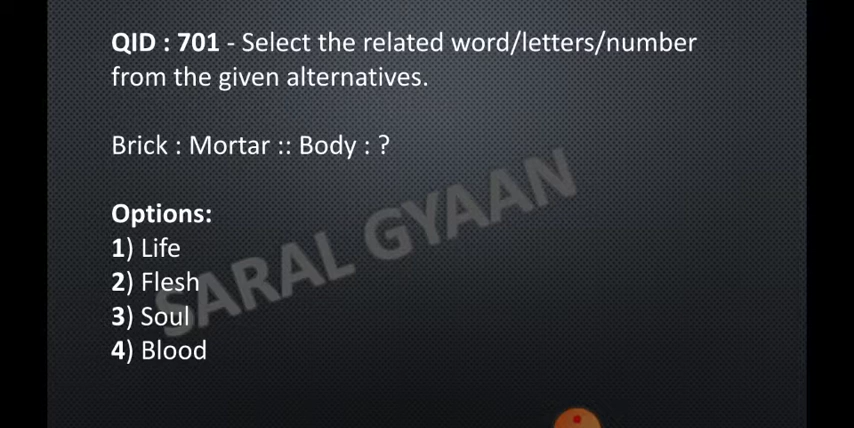 QID : 701 - Select the related word/letters/number
from the given alternatives.
Brick : Mortar :: Body : ?
Options:
1) Life
2) Flesh
3) Soul
4) Blood
SARAL GYAAN